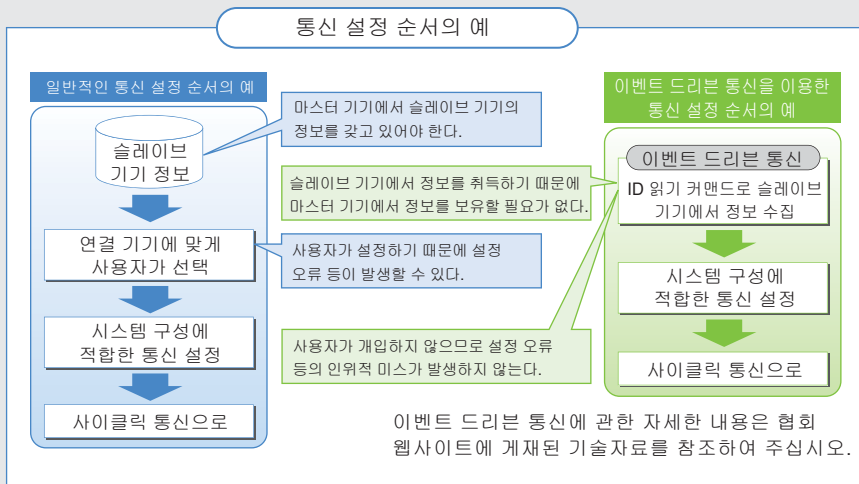 통신 설정 순서의 예
일반적인 통신 설정 순서의 예
슬레이브
기기 정보
연결 기기에 맞게
사용자가 선택
시스템 구성에
적합한 통신 설정
사이클릭 통신으로
마스터 기기에서 슬레이브 기기의
정보를 갖고 있어야 한다.
슬레이브 기기에서 정보를 취득하기 때문에
마스터 기기에서 정보를 보유할 필요가 없다.
사용자가 설정하기 때문에 설정
오류 등이 발생할 수 있다.
사용자가 개입하지 않으므로 설정 오류
등의 인위적 미스가 발생하지 않는다.
이벤트 드리븐 통신을 이용한
통신 설정 순서의 예
이벤트 드리븐 통신
ID 읽기 커맨드로 슬레이브
기기에서 정보 수집
시스템 구성에
적합한 통신 설정
사이클릭 통신으로
이벤트 드리븐 통신에 관한 자세한 내용은 협회
웹사이트에 게재된 기술자료를 참조하여 주십시오.